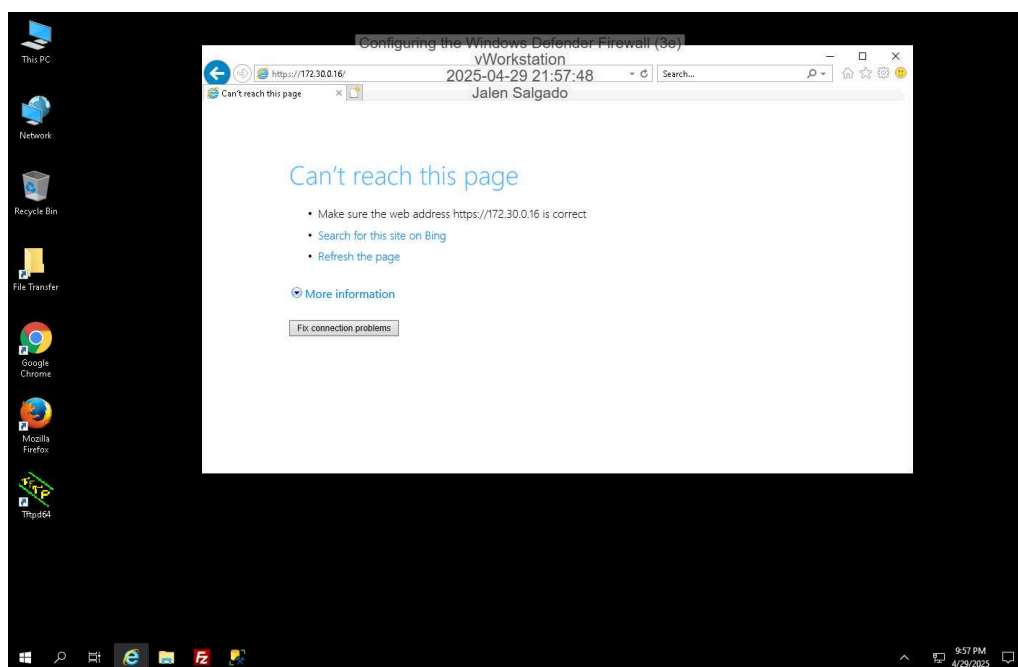 This PC
Network
Recycle Bin
File Transfer
Google
Chrome
Mozilla
Firefox
Tftpd64
Configuring the Windows Defender Firewall (3e)
vWorkstation
2025-04-29 21:57:48
Jalen Salgado
https://172.30.0.16/
Search...
Can't reach this page
Can't reach this page
• Make sure the web address https://172.30.0.16 is correct
• Search for this site on Bing
• Refresh the page
More information
Fix connection problems
9:57 PM
4/29/2025